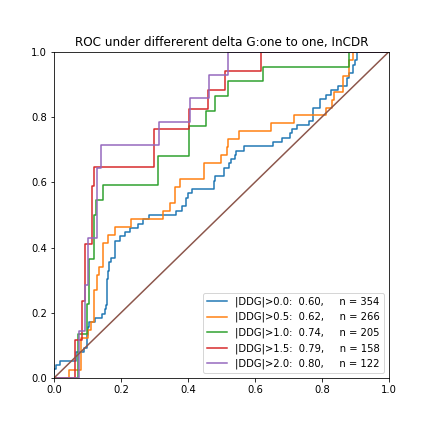 ROC under differerent delta G:one to one, InCDR
1.0
0.8
0.6
0.4
0.2
0.0
|DDG|>0.0: 0.60, n = 354
|DDG|>0.5: 0.62, n = 266
|DDG|>1.0: 0.74, n = 205
|DDG|>1.5: 0.79, n = 158
|DDG|>2.0: 0.80, n = 122
0.0 0.2 0.4 0.6 0.8 1.0